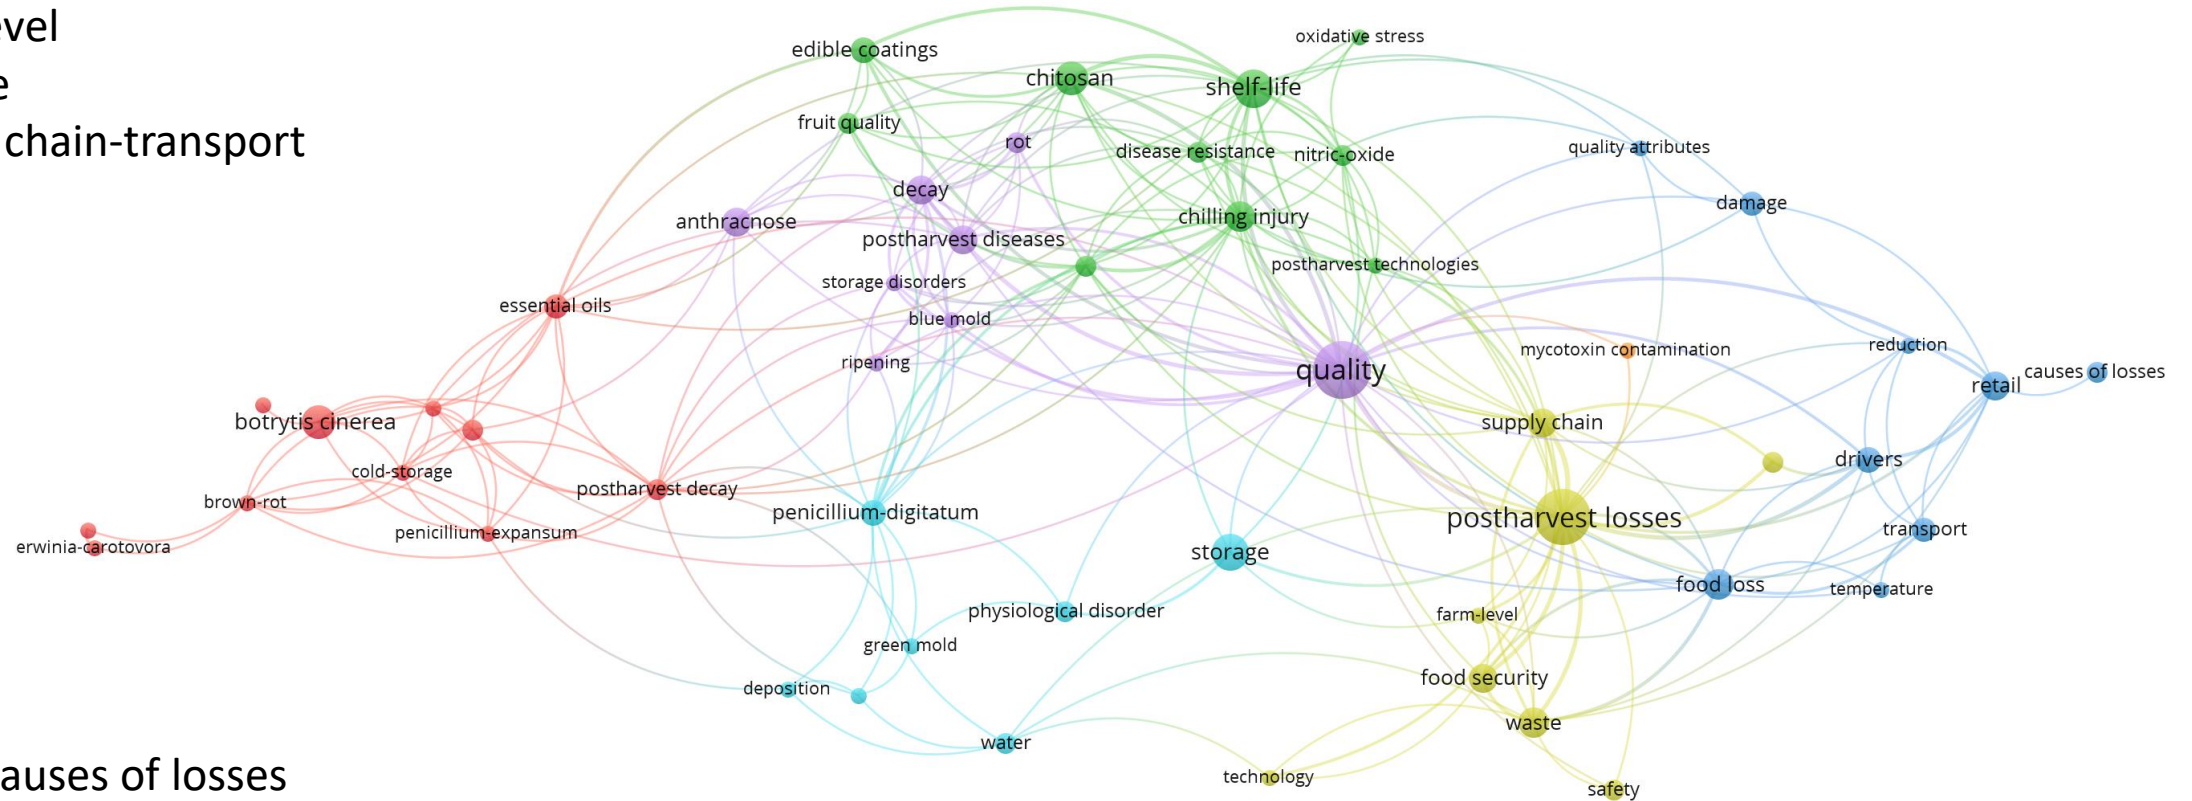 evel
e
chain-transport
edible coatings
oxidative stress
chitosan
shelf-life
fruit quality
rot
disease resistance
nitric-oxide
quality attributes
decay
damage
anthracnose
chilling injury
postharvest diseases
postharvest technologies
storage disorders
essential oils
blue mold
reduction
mycotoxin contamination
ripening
quality
causes of losses
retail
botrytis cinerea
supply chain
drivers
cold-storage
postharvest decay
brown-rot
penicillium-digitatum
postharvest losses
transport
penicillium-expansum
erwinia-carotovora
storage
food loss
temperature
physiological disorder
farm-level
green mold
food security
deposition
waste
water
technology
safety
auses of losses